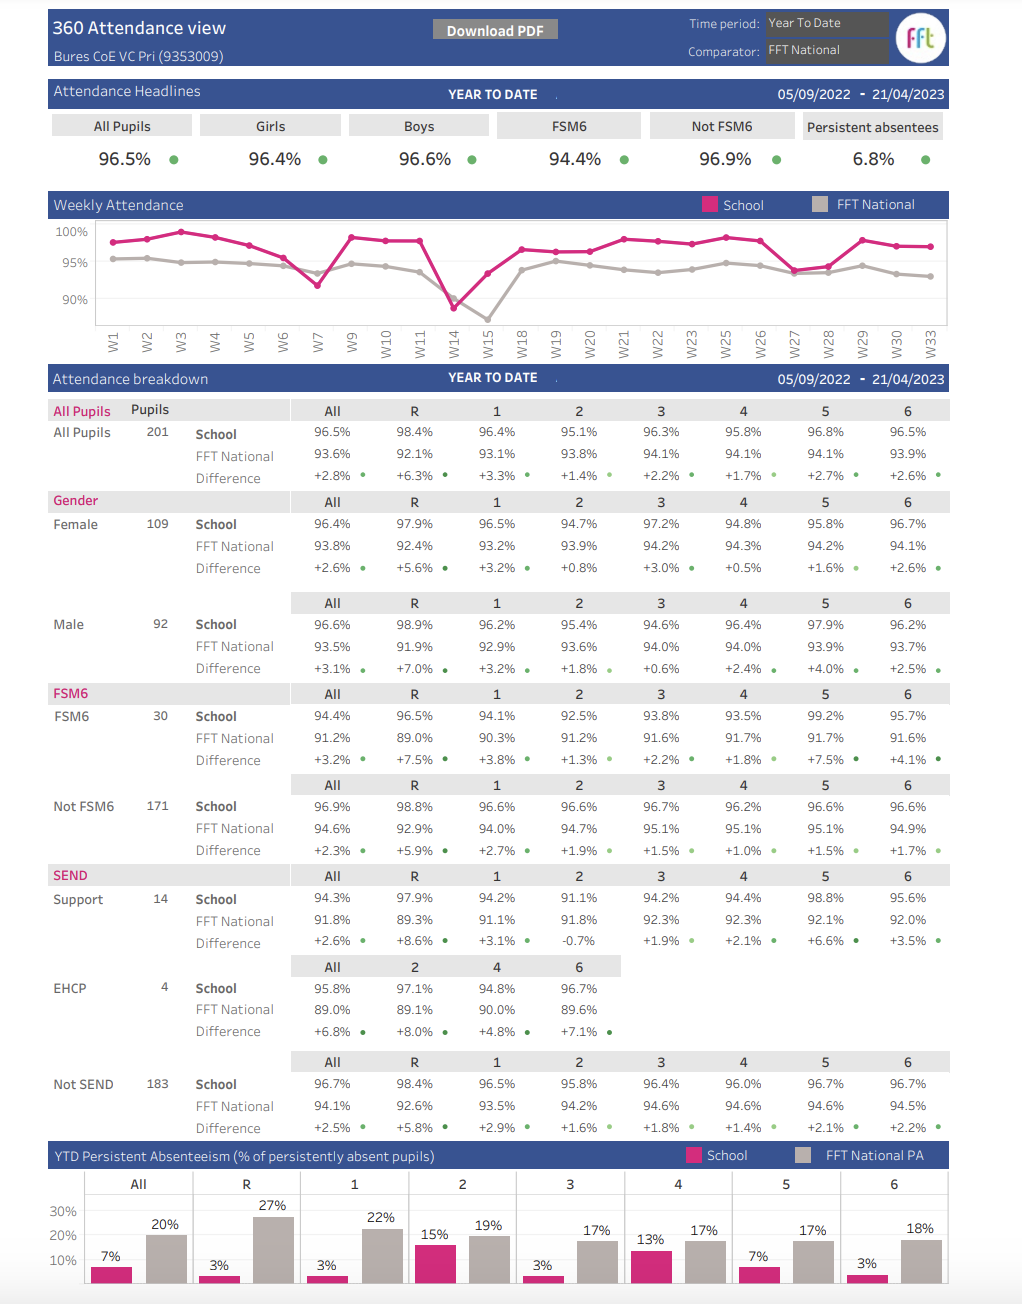 360 Attendance view
Download PDF
Time period: Year To Date
Bures CoE VC Pri (9353009)
Comparator: FFT National
fft
Attendance Headlines YEAR TO DATE 05/09/2022 - 21/04/2023
All Pupils Girls Boys FSM6 Not FSM6 Persistent absentees
96.5% 96.4% 96.6% 94.4% 96.9% 6.8%
Weekly Attendance School FFT National
100%
95%
90%
W1 W2 W3 W4 W5 W6 W7 W9 W10 W11 W14 W15 W18 W19 W20 W21 W22 W23 W25 W26 W27 W28 W29 W30 W33
Attendance breakdown YEAR TO DATE 05/09/2022 - 21/04/2023
All Pupils Pupils All R 1 2 3 4 5 6
All Pupils 201 School 96.5% 98.4% 96.4% 95.1% 96.3% 95.8% 96.8% 96.5%
FFT National 93.6% 92.1% 93.1% 93.8% 94.1% 94.1% 94.1% 93.9%
Difference +2.8% +6.3% +3.3% +1.4% +2.2% +1.7% +2.7% +2.6%
Gender All R 1 2 3 4 5 6
Female 109 School 96.4% 97.9% 96.5% 94.7% 97.2% 94.8% 95.8% 96.7%
FFT National 93.8% 92.4% 93.2% 93.9% 94.2% 94.3% 94.2% 94.1%
Difference +2.6% +5.6% +3.2% +0.8% +3.0% +0.5% +1.6% +2.6%
All R 1 2 3 4 5 6
Male 92 School 96.6% 98.9% 96.2% 95.4% 94.6% 96.4% 97.9% 96.2%
FFT National 93.5% 91.9% 92.9% 93.6% 94.0% 94.0% 93.9% 93.7%
Difference +3.1% +7.0% +3.2% +1.8% +0.6% +2.4% +4.0% +2.5%
FSM6 All R 1 2 3 4 5 6
FSM6 30 School 94.4% 96.5% 94.1% 92.5% 93.8% 93.5% 99.2% 95.7%
FFT National 91.2% 89.0% 90.3% 91.2% 91.6% 91.7% 91.7% 91.6%
Difference +3.2% +7.5% +3.8% +1.3% +2.2% +1.8% +7.5% +4.1%
All R 1 2 3 4 5 6
Not FSM6 171 School 96.9% 98.8% 96.6% 96.6% 96.7% 96.2% 96.6% 96.6%
FFT National 94.6% 92.9% 94.0% 94.7% 95.1% 95.1% 95.1% 94.9%
Difference +2.3% +5.9% +2.7% +1.9% +1.5% +1.0% +1.5% +1.7%
SEND All R 1 2 3 4 5 6
Support 14 School 94.3% 97.9% 94.2% 91.1% 94.2% 94.4% 98.8% 95.6%
FFT National 91.8% 89.3% 91.1% 91.8% 92.3% 92.3% 92.1% 92.0%
Difference +2.6% +8.6% +3.1% -0.7% +1.9% +2.1% +6.6% +3.5%
All 2 4 6
EHCP 4 School 95.8% 97.1% 94.8% 96.7%
FFT National 89.0% 89.1% 90.0% 89.6%
Difference +6.8% +8.0% +4.8% +7.1%
All R 1 2 3 4 5 6
Not SEND 183 School 96.7% 98.4% 96.5% 95.8% 96.4% 96.0% 96.7% 96.7%
FFT National 94.1% 92.6% 93.5% 94.2% 94.6% 94.6% 94.6% 94.5%
Difference +2.5% +5.8% +2.9% +1.6% +1.8% +1.4% +2.1% +2.2%
YTD Persistent Absenteeism (% of persistently absent pupils) School FFT National PA
All R 1 2 3 4 5 6
30%
20%
10%
7% 20% 3% 27% 3% 22% 15% 19% 3% 17% 13% 17% 7% 17% 3% 18%